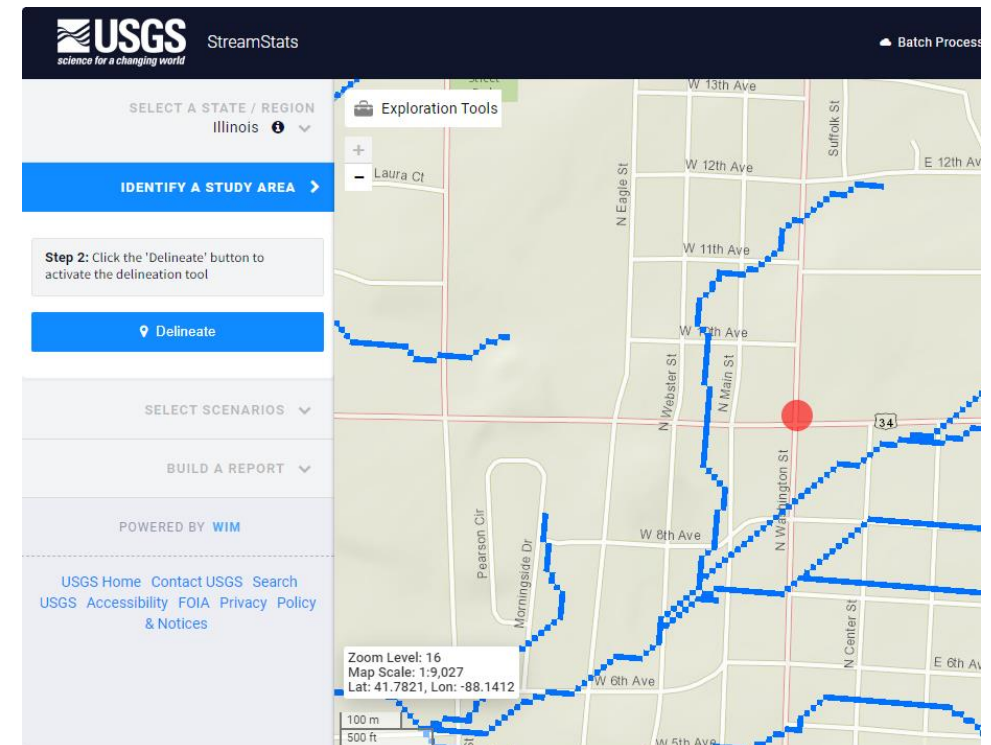 USGS
science for a changing world
StreamStats
Batch Process
SELECT A STATE / REGION
Illinois
IDENTIFY A STUDY AREA
Step 2: Click the 'Delineate' button to
activate the delineation tool
Delineate
SELECT SCENARIOS
BUILD A REPORT
POWERED BY WIM
USGS Home Contact USGS Search
USGS Accessibility FOIA Privacy Policy
& Notices
Exploration Tools
+
−
W 13th Ave
Suffolk St
Laura Ct
N Eagle St
W 12th Ave
E 12th Av
W 11th Ave
W 10th Ave
N Webster St
N Main St
34
N Washington St
Pearson Cir
W 8th Ave
Morningside Dr
N Center St
Zoom Level: 16
Map Scale: 1:9,027
Lat: 41.7821, Lon: -88.1412
W 6th Ave
E 6th Av
100 m
500 ft
W 5th Ave